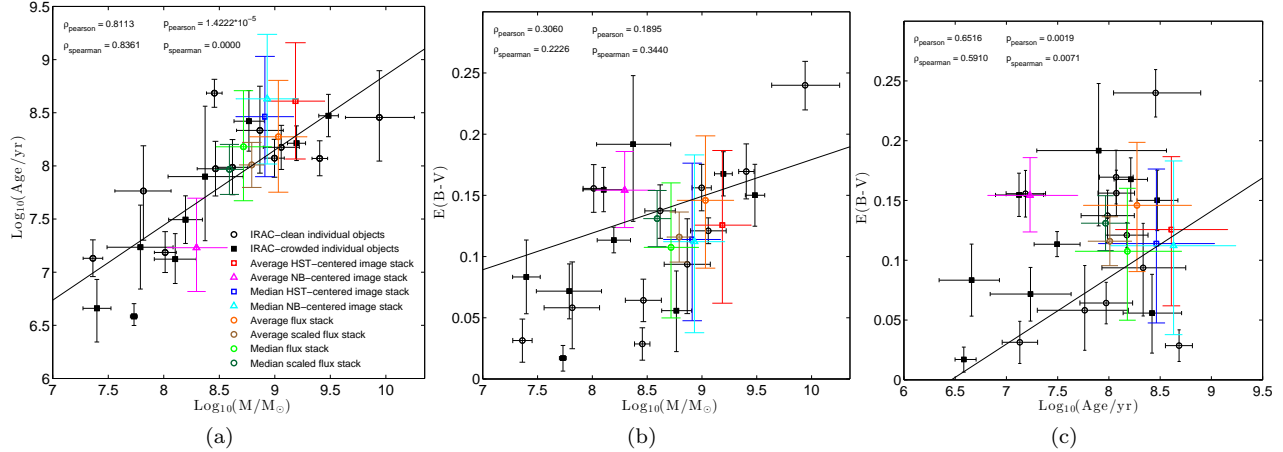 ρpearson = 0.8113 ppearson = 1.4222*10−5
ρspearman = 0.8361 pspearman = 0.0000
9.5
9
8.5
8
7.5
7
6.5
6
Log10(Age/yr)
IRAC−clean individual objects
IRAC−crowded individual objects
Average HST−centered image stack
Average NB−centered image stack
Median HST−centered image stack
Median NB−centered image stack
Average flux stack
Average scaled flux stack
Median flux stack
Median scaled flux stack
7 7.5 8 8.5 9 9.5 10
Log10(M/M⊙)
(a)
ρpearson = 0.3060 ppearson = 0.1895
ρspearman = 0.2226 pspearman = 0.3440
0.25
0.2
0.15
0.1
0.05
0
E(B-V)
7 7.5 8 8.5 9 9.5 10
Log10(M/M⊙)
(b)
ρpearson = 0.6516 ppearson = 0.0019
ρspearman = 0.5910 pspearman = 0.0071
0.25
0.2
0.15
0.1
0.05
0
E(B-V)
6.5 7 7.5 8 8.5 9 9.5
Log10(Age/yr)
(c)